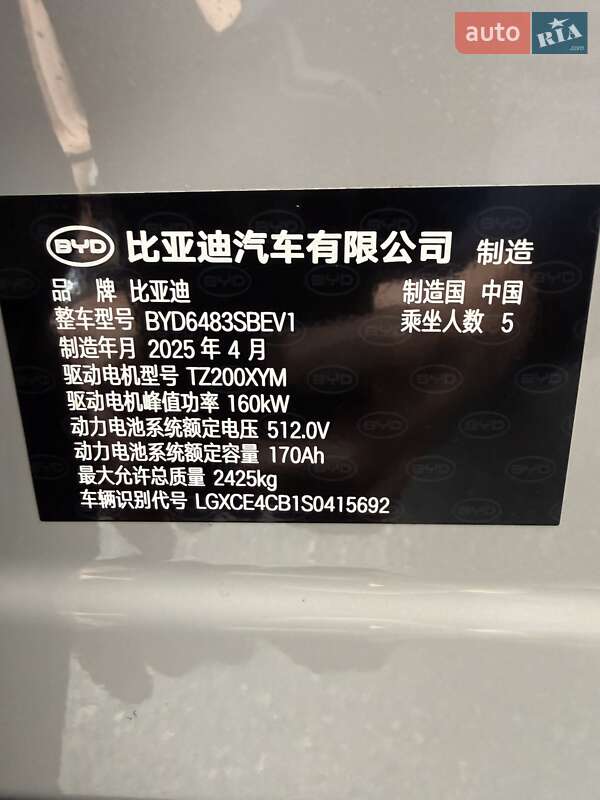 auto RIA.com
BYD 比亚迪汽车有限公司 制造
品 牌 比亚迪 制造国 中国
整车型号 BYD6483SBEV1 乘坐人数 5
制造年月 2025 年 4 月
驱动电机型号 TZ200XYM
驱动电机峰值功率 160kW
动力电池系统额定电压 512.0V
动力电池系统额定容量 170Ah
最大允许总质量 2425kg
车辆识别代号 LGXCE4CB1S0415692